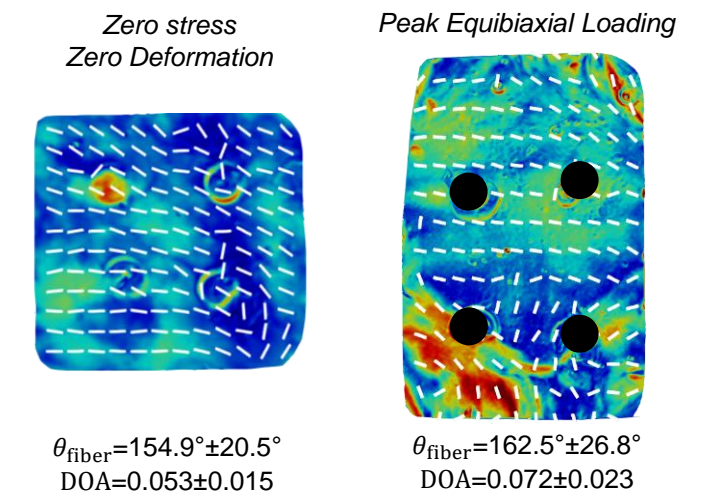 Zero stress
Zero Deformation
Peak Equibiaxial Loading
θfiber=154.9°±20.5°
DOA=0.053±0.015
θfiber=162.5°±26.8°
DOA=0.072±0.023